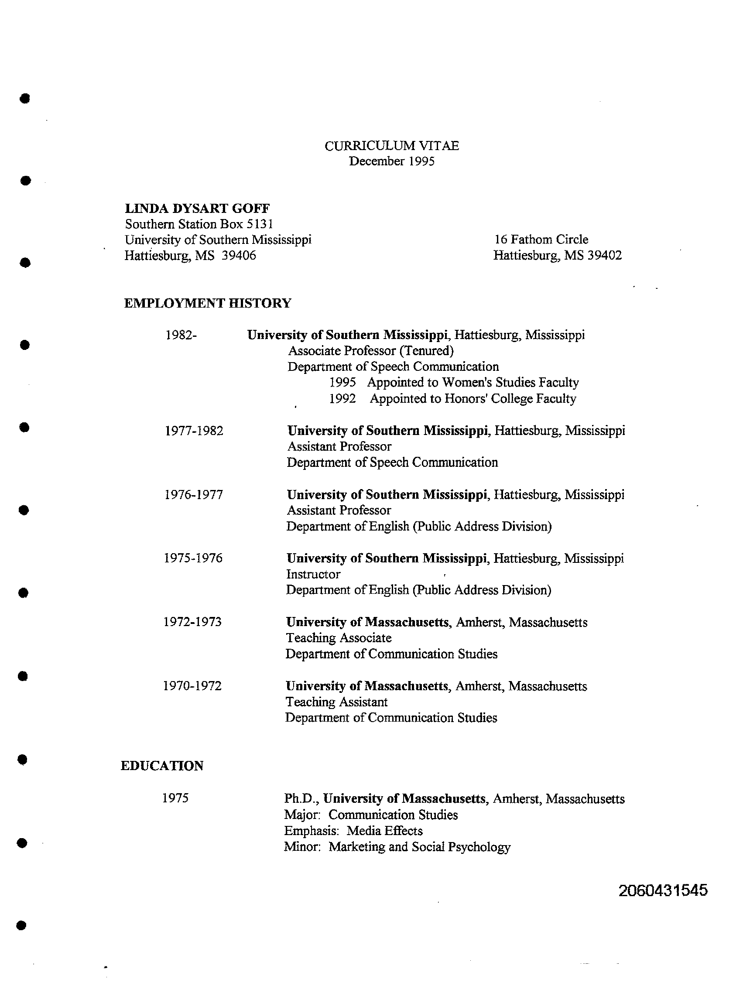 CURRICULUM VITAE
December 1995
LINDA DYSART GOFF
Southern Station Box 5131
University of Southern Mississippi
Hattiesburg, MS 39406
16 Fathom Circle
Hattiesburg, MS 39402
EMPLOYMENT HISTORY
1982- University of Southern Mississippi, Hattiesburg, Mississippi
Associate Professor (Tenured)
Department of Speech Communication
1995 Appointed to Women's Studies Faculty
1992 Appointed to Honors' College Faculty
1977-1982 University of Southern Mississippi, Hattiesburg, Mississippi
Assistant Professor
Department of Speech Communication
1976-1977 University of Southern Mississippi, Hattiesburg, Mississippi
Assistant Professor
Department of English (Public Address Division)
1975-1976 University of Southern Mississippi, Hattiesburg, Mississippi
Instructor
Department of English (Public Address Division)
1972-1973 University of Massachusetts, Amherst, Massachusetts
Teaching Associate
Department of Communication Studies
1970-1972 University of Massachusetts, Amherst, Massachusetts
Teaching Assistant
Department of Communication Studies
EDUCATION
1975 Ph.D., University of Massachusetts, Amherst, Massachusetts
Major: Communication Studies
Emphasis: Media Effects
Minor: Marketing and Social Psychology
2060431545